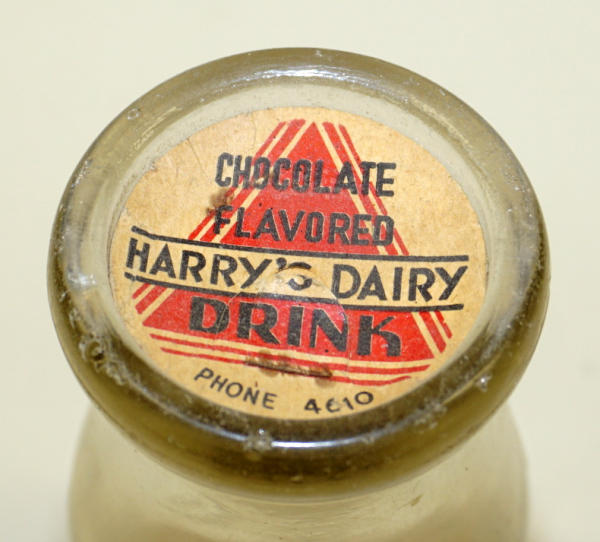 CHOCOLATE
FLAVORED
HARRY'S DAIRY
DRINK
PHONE 4610